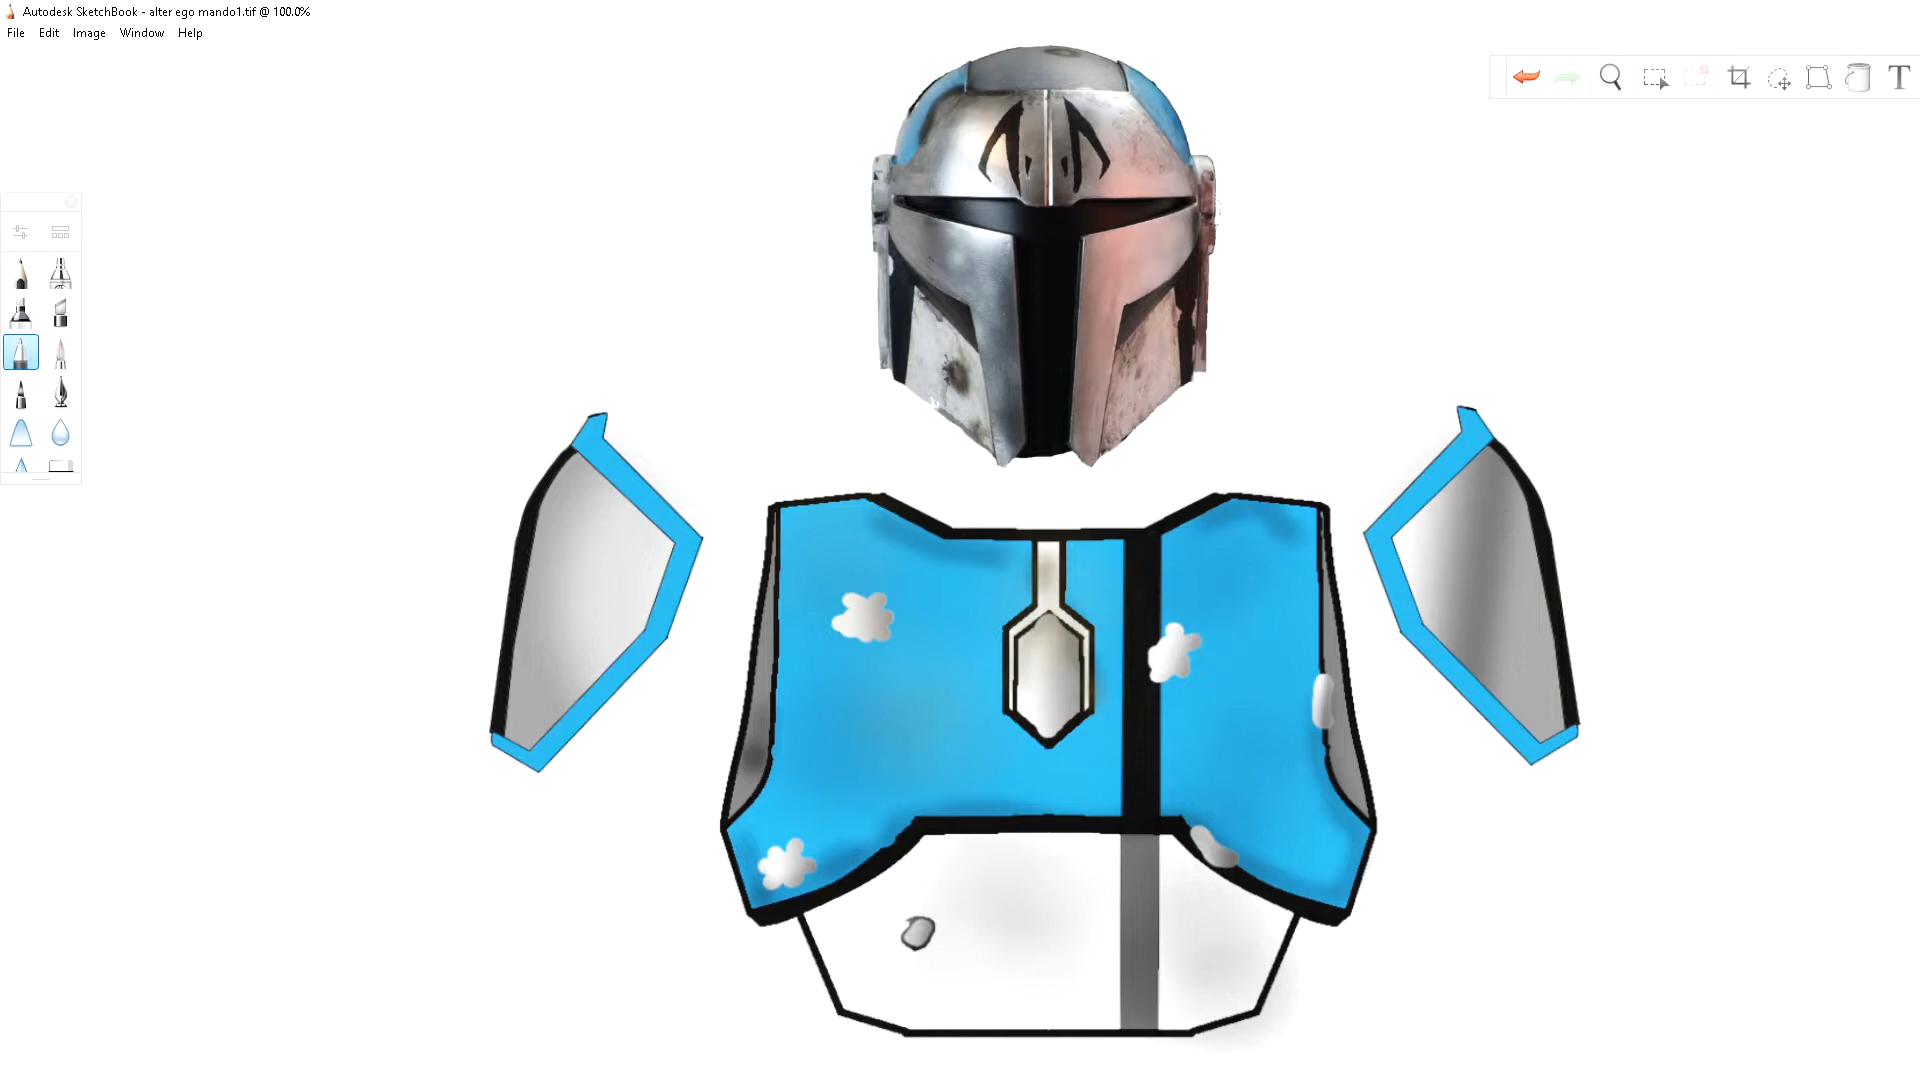 Autodesk SketchBook - alter ego mando1.tif @ 100.0%
File Edit Image Window Help
T